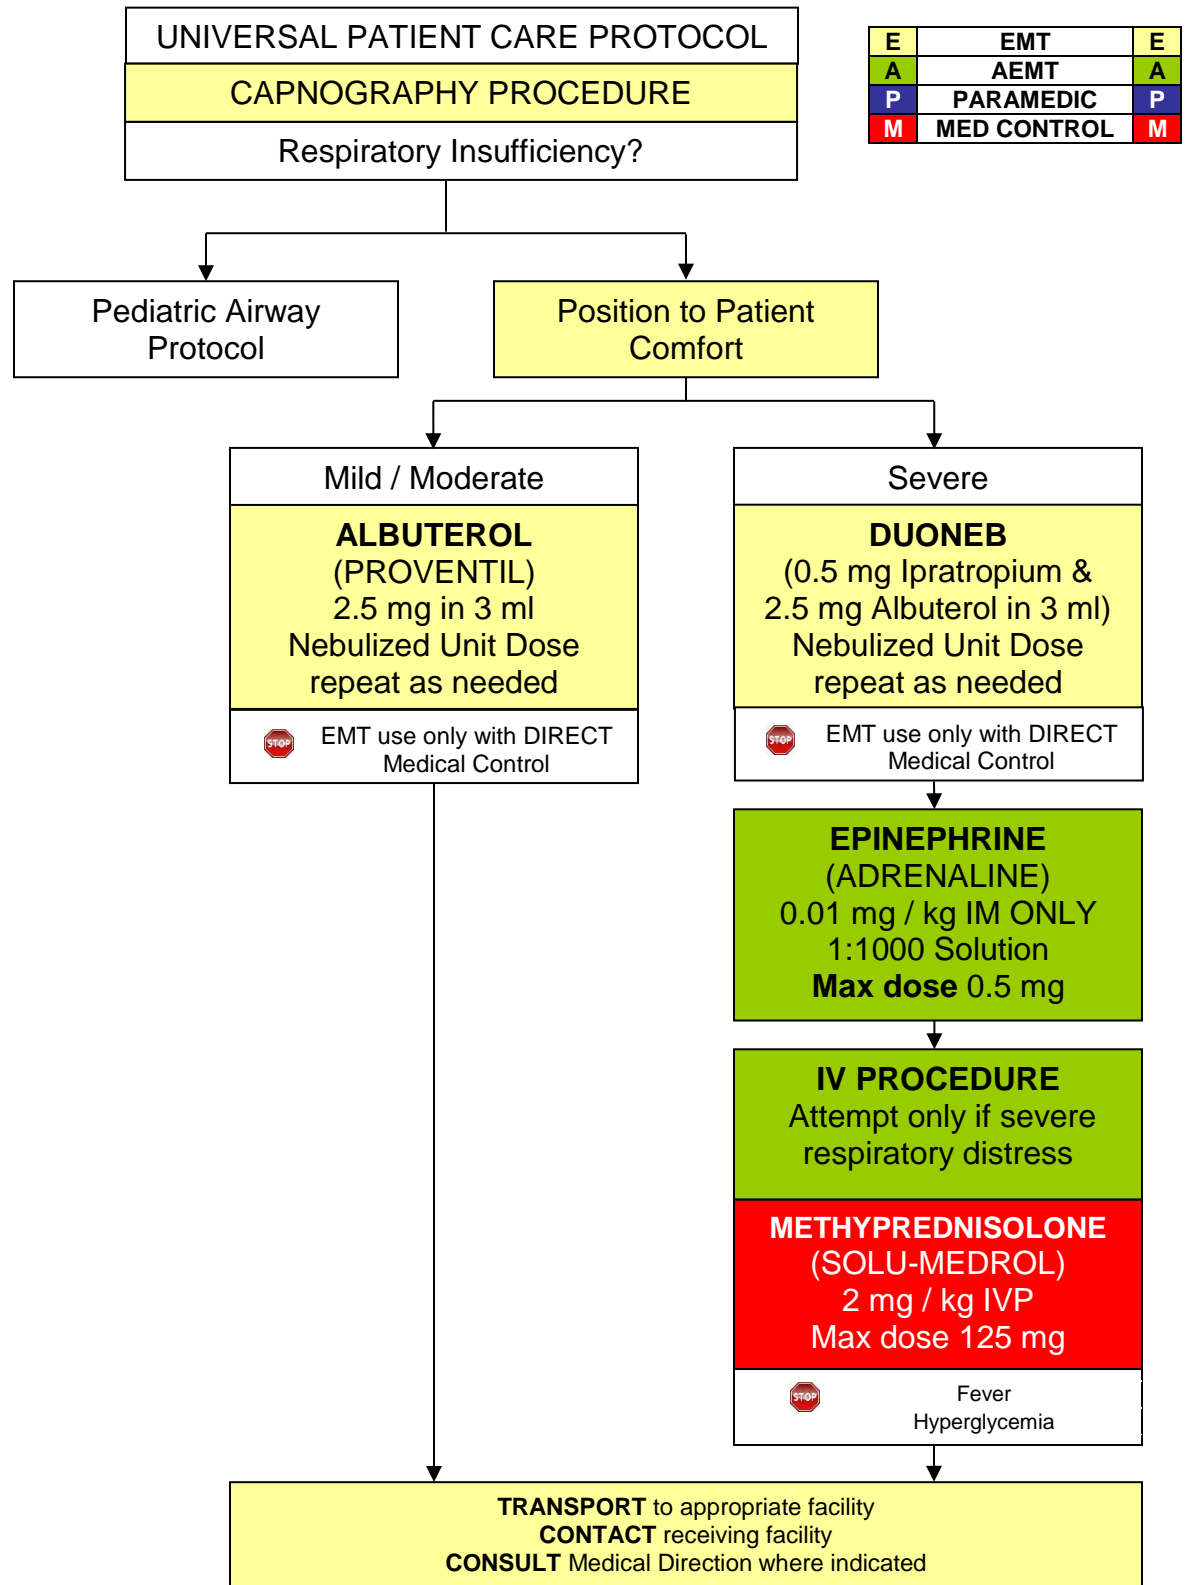 UNIVERSAL PATIENT CARE PROTOCOL
CAPNOGRAPHY PROCEDURE
Respiratory Insufficiency?
E EMT E
A AEMT A
P PARAMEDIC P
M MED CONTROL M
Pediatric Airway
Protocol
Position to Patient
Comfort
Mild / Moderate
ALBUTEROL
(PROVENTIL)
2.5 mg in 3 ml
Nebulized Unit Dose
repeat as needed
STOP
EMT use only with DIRECT
Medical Control
Severe
DUONEB
(0.5 mg Ipratropium &
2.5 mg Albuterol in 3 ml)
Nebulized Unit Dose
repeat as needed
STOP
EMT use only with DIRECT
Medical Control
EPINEPHRINE
(ADRENALINE)
0.01 mg / kg IM ONLY
1:1000 Solution
Max dose 0.5 mg
IV PROCEDURE
Attempt only if severe
respiratory distress
METHYPREDNISOLONE
(SOLU-MEDROL)
2 mg / kg IVP
Max dose 125 mg
STOP
Fever
Hyperglycemia
TRANSPORT to appropriate facility
CONTACT receiving facility
CONSULT Medical Direction where indicated